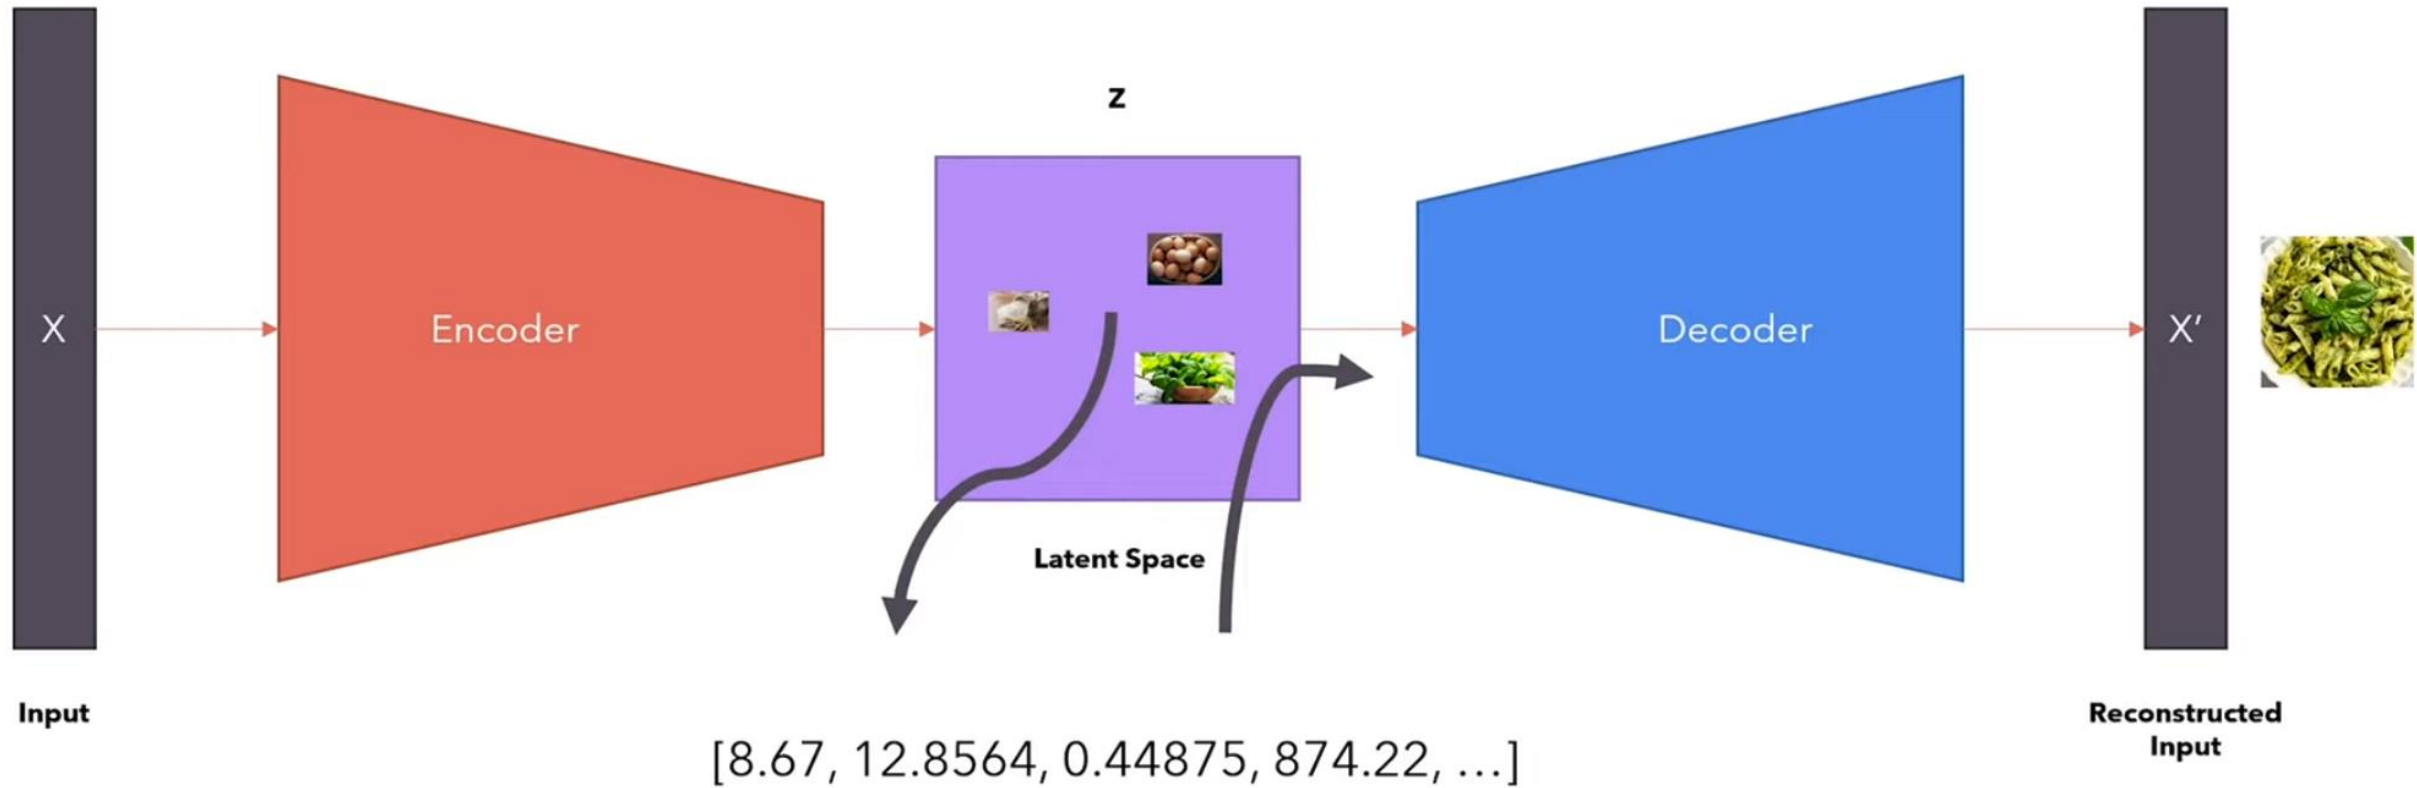 Z
X
Encoder
Decoder
X′
Latent Space
Input
Reconstructed
Input
[8.67, 12.8564, 0.44875, 874.22, ...]